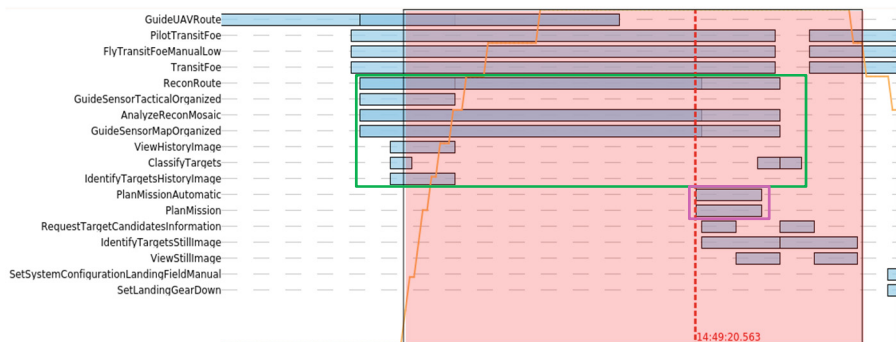 GuideUAVRoute
PilotTransitFoe
FlyTransitFoeManualLow
TransitFoe
ReconRoute
GuideSensorTacticalOrganized
AnalyzeReconMosaic
GuideSensorMapOrganized
ViewHistoryImage
ClassifyTargets
IdentifyTargetsHistoryImage
PlanMissionAutomatic
PlanMission
RequestTargetCandidatesInformation
IdentifyTargetsStillImage
ViewStillImage
SetSystemConfigurationLandingFieldManual
SetLandingGearDown
14:49:20.563